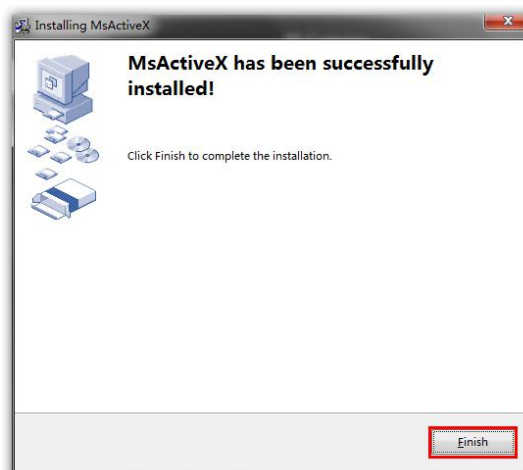 Installing MsActiveX
MsActiveX has been successfully
installed!
Click Finish to complete the installation.
Finish